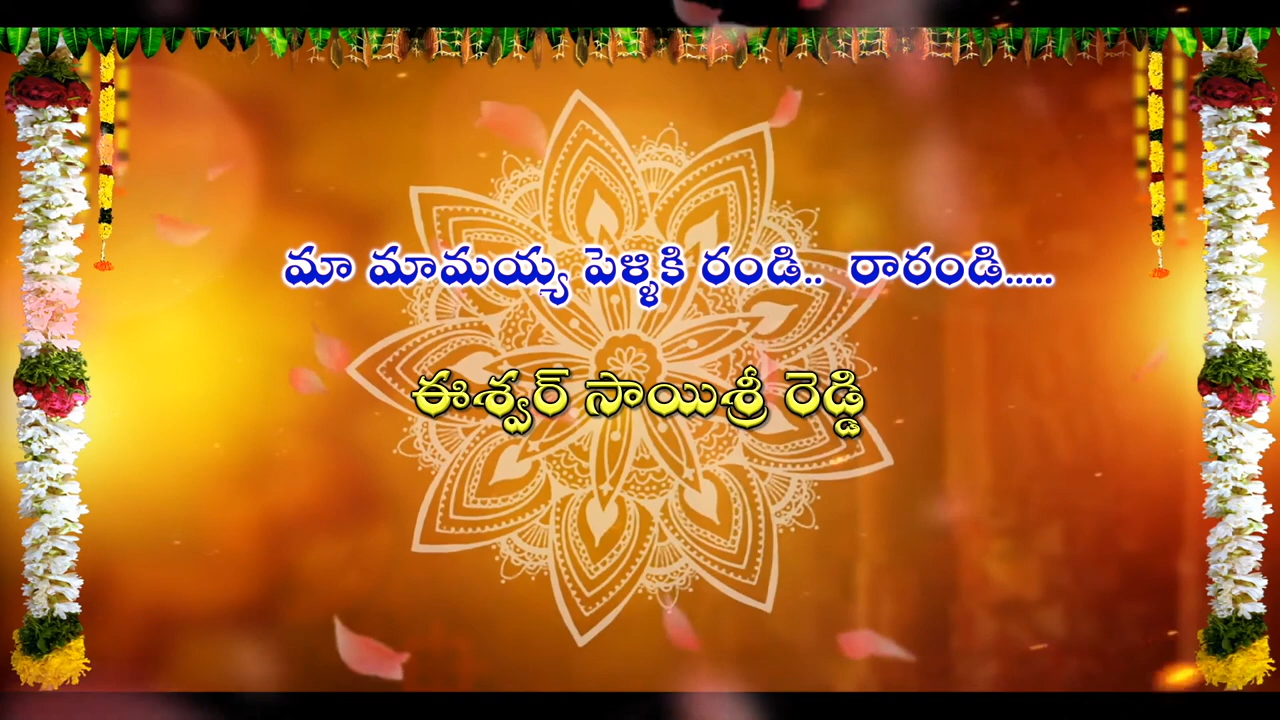 మా మామయ్య పెళ్ళికి రండి..  రారండి.....
ఈశ్వర్ సాయిశ్రీ రెడ్డి